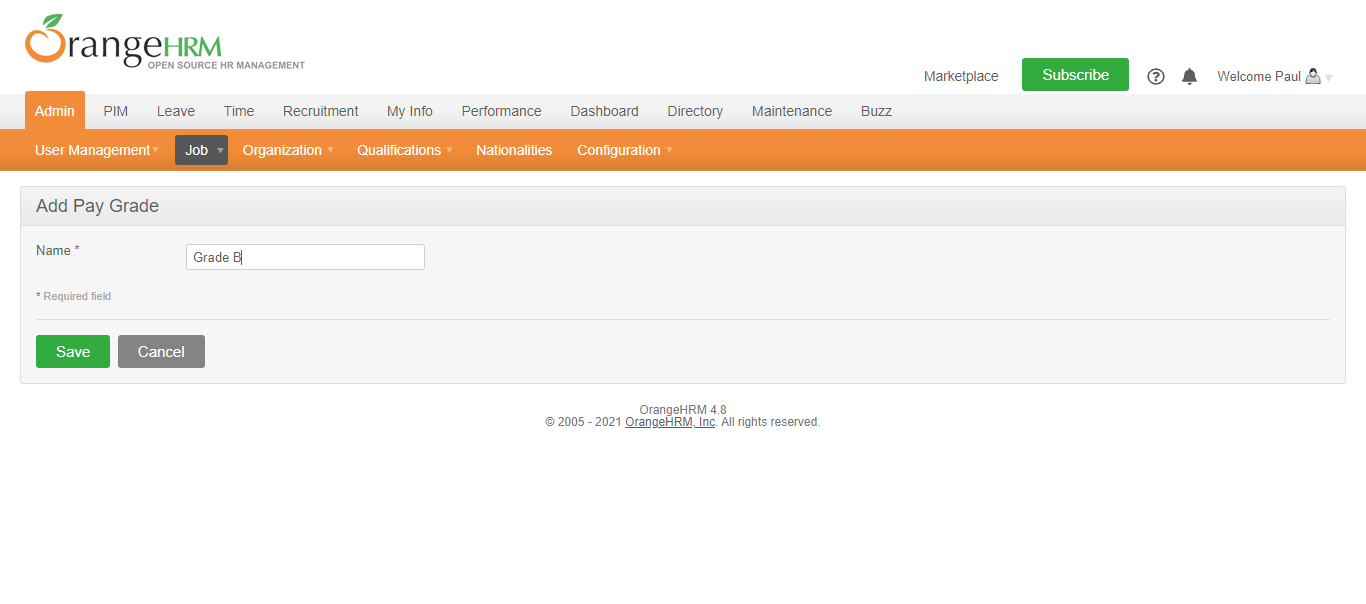 OrangeHRM
OPEN SOURCE HR MANAGEMENT
Marketplace Subscribe ? Welcome Paul
Admin PIM Leave Time Recruitment My Info Performance Dashboard Directory Maintenance Buzz
User Management Job Organization Qualifications Nationalities Configuration
Add Pay Grade
Name * Grade B
* Required field
Save Cancel
OrangeHRM 4.8
© 2005 - 2021 OrangeHRM, Inc. All rights reserved.